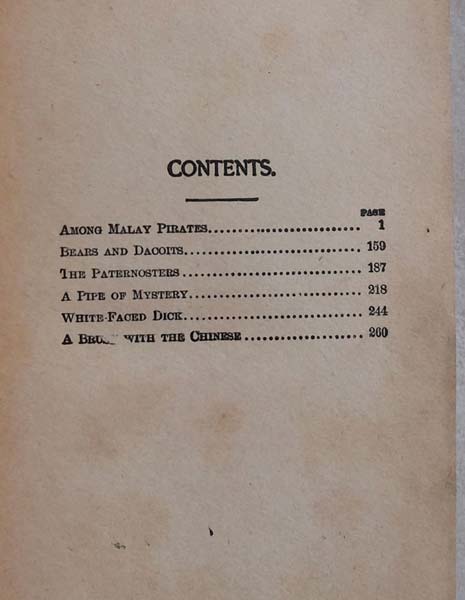 CONTENTS.
PAGE
AMONG MALAY PIRATES.............................. 1
BEARS AND DACOITS.................................. 159
THE PATERNOSTERS.................................. 187
A PIPE OF MYSTERY................................. 218
WHITE-FACED DICK.................................. 244
A WITH THE CHINESE...................... 260